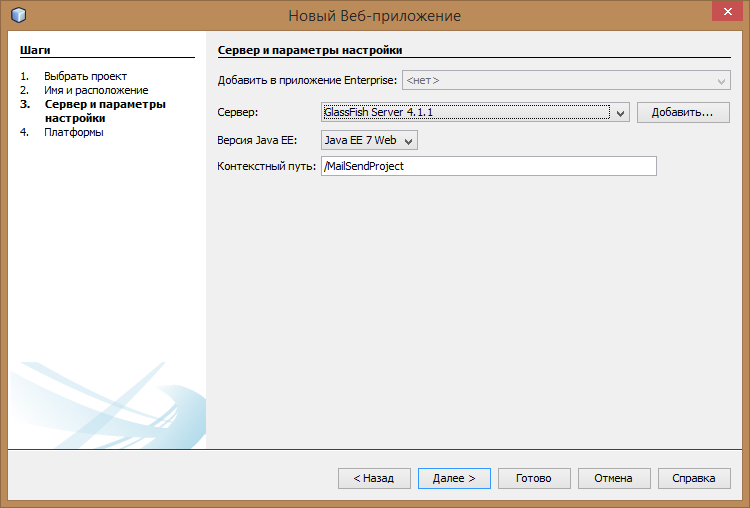 Новый Веб-приложение
Шаги
1. Выбрать проект
2. Имя и расположение
3. Сервер и параметры
настройки
4. Платформы
Сервер и параметры настройки
Добавить в приложение Enterprise: <нет>
Сервер: GlassFish Server 4.1.1 Добавить...
Версия Java EE: Java EE 7 Web
Контекстный путь: /MailSendProject
< Назад Далее > Готово Отмена Справка